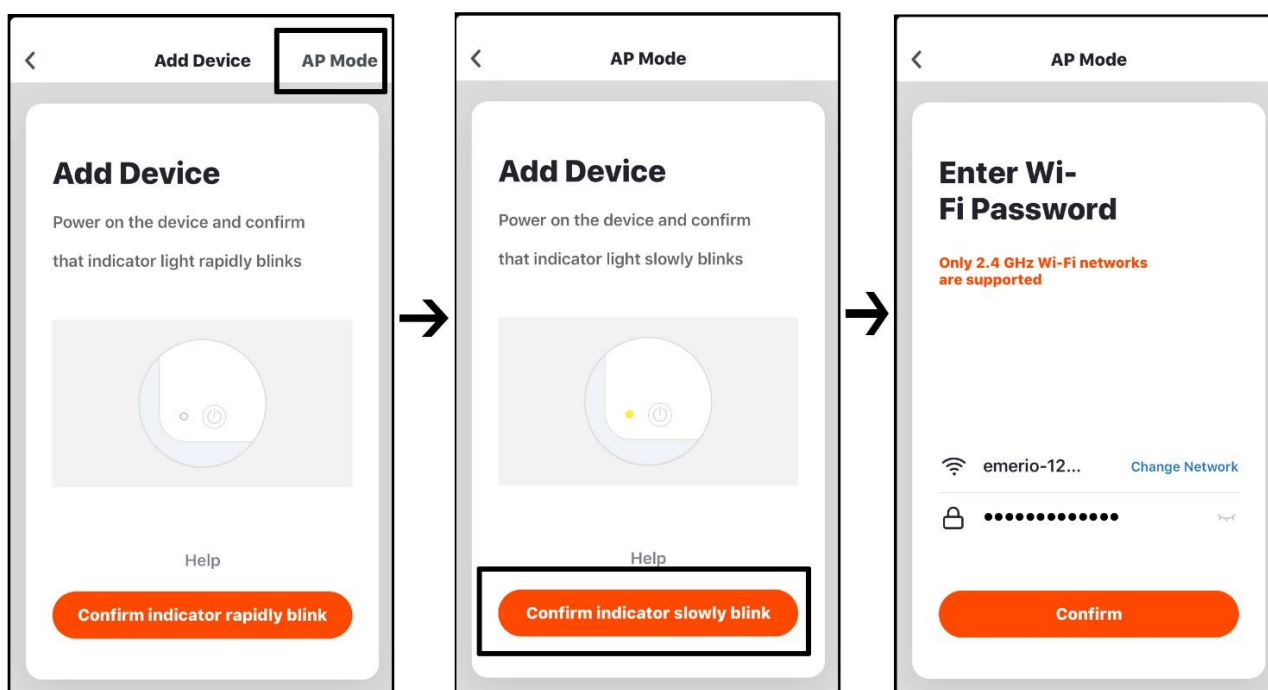 Add Device AP Mode
Add Device
Power on the device and confirm
that indicator light rapidly blinks
Help
Confirm indicator rapidly blink
AP Mode
Add Device
Power on the device and confirm
that indicator light slowly blinks
Help
Confirm indicator slowly blink
AP Mode
Enter Wi-
Fi Password
Only 2.4 GHz Wi-Fi networks
are supported
emerio-12... Change Network
•••••••••••••
Confirm